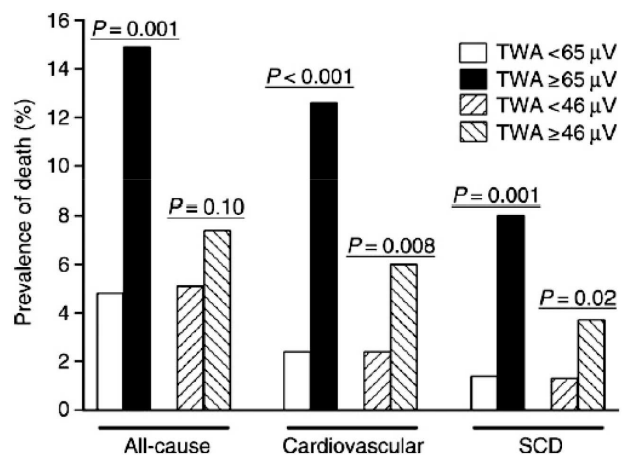 Prevalence of death (%)
16
14
12
10
8
6
4
2
0
P = 0.001
P = 0.10
P < 0.001
P = 0.008
P = 0.001
P = 0.02
TWA <65 μV
TWA ≥65 μV
TWA <46 μV
TWA ≥46 μV
All-cause
Cardiovascular
SCD